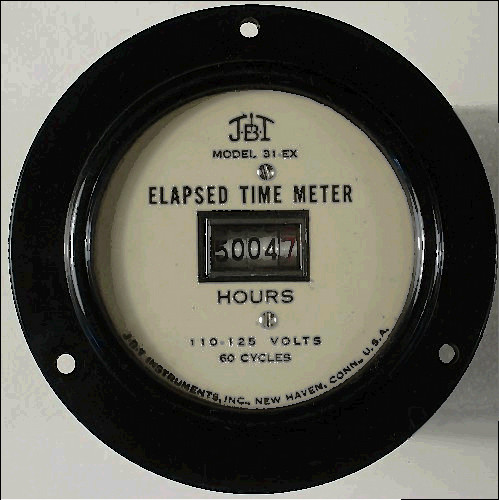 JBT
MODEL 31-EX
ELAPSED TIME METER
50047
HOURS
110-125 VOLTS
60 CYCLES
J.B.T. INSTRUMENTS, INC., NEW HAVEN, CONN., U.S.A.